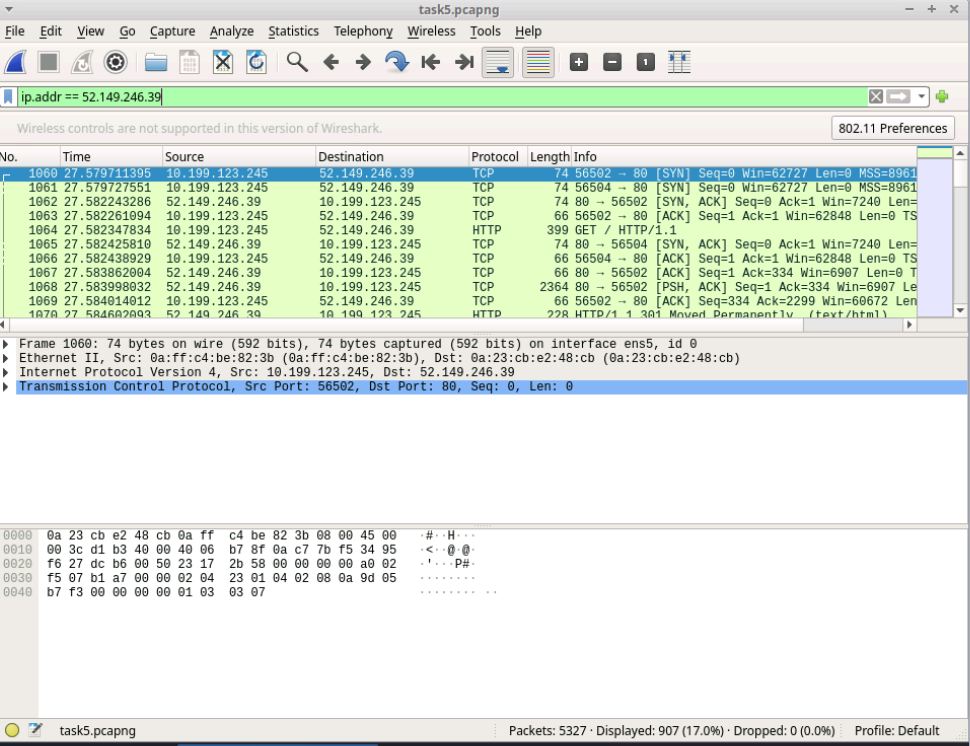 task5.pcapng
File Edit View Go Capture Analyze Statistics Telephony Wireless Tools Help
ip.addr == 52.149.246.39
Wireless controls are not supported in this version of Wireshark. 802.11 Preferences
No. Time Source Destination Protocol Length Info
1060 27.579711395 10.199.123.245 52.149.246.39 TCP 74 56502 → 80 [SYN] Seq=0 Win=62727 Len=0 MSS=8961
1061 27.579727551 10.199.123.245 52.149.246.39 TCP 74 56504 → 80 [SYN] Seq=0 Win=62727 Len=0 MSS=8961
1062 27.582243286 52.149.246.39 10.199.123.245 TCP 74 80 → 56502 [SYN, ACK] Seq=0 Ack=1 Win=7240 Len=
1063 27.582261094 10.199.123.245 52.149.246.39 TCP 66 56502 → 80 [ACK] Seq=1 Ack=1 Win=62848 Len=0 TS
1064 27.582347834 10.199.123.245 52.149.246.39 HTTP 399 GET / HTTP/1.1
1065 27.582425810 52.149.246.39 10.199.123.245 TCP 74 80 → 56504 [SYN, ACK] Seq=0 Ack=1 Win=7240 Len=
1066 27.582438929 10.199.123.245 52.149.246.39 TCP 66 56504 → 80 [ACK] Seq=1 Ack=1 Win=62848 Len=0 TS
1067 27.583862004 52.149.246.39 10.199.123.245 TCP 66 80 → 56502 [ACK] Seq=1 Ack=334 Win=6907 Len=0 T
1068 27.583998032 52.149.246.39 10.199.123.245 TCP 2364 80 → 56502 [PSH, ACK] Seq=1 Ack=334 Win=6907 Le
1069 27.584014012 10.199.123.245 52.149.246.39 TCP 66 56502 → 80 [ACK] Seq=334 Ack=2299 Win=60672 Len
1070 27.584602093 52.149.246.39 10.199.123.245 HTTP 228 HTTP/1.1 301 Moved Permanently (text/html)
Frame 1060: 74 bytes on wire (592 bits), 74 bytes captured (592 bits) on interface ens5, id 0
Ethernet II, Src: 0a:ff:c4:be:82:3b (0a:ff:c4:be:82:3b), Dst: 0a:23:cb:e2:48:cb (0a:23:cb:e2:48:cb)
Internet Protocol Version 4, Src: 10.199.123.245, Dst: 52.149.246.39
Transmission Control Protocol, Src Port: 56502, Dst Port: 80, Seq: 0, Len: 0
0000 0a 23 cb e2 48 cb 0a ff c4 be 82 3b 08 00 45 00 ·#··H···
0010 00 3c d1 b3 40 00 40 06 b7 8f 0a c7 7b f5 34 95 ·<··@·@·
0020 f6 27 dc b6 00 50 23 17 2b 58 00 00 00 00 a0 02 ·'···P#·
0030 f5 07 b1 a7 00 00 02 04 23 01 04 02 08 0a 9d 05 ········
0040 b7 f3 00 00 00 00 01 03 03 07 ········ ··
task5.pcapng Packets: 5327 · Displayed: 907 (17.0%) · Dropped: 0 (0.0%) Profile: Default